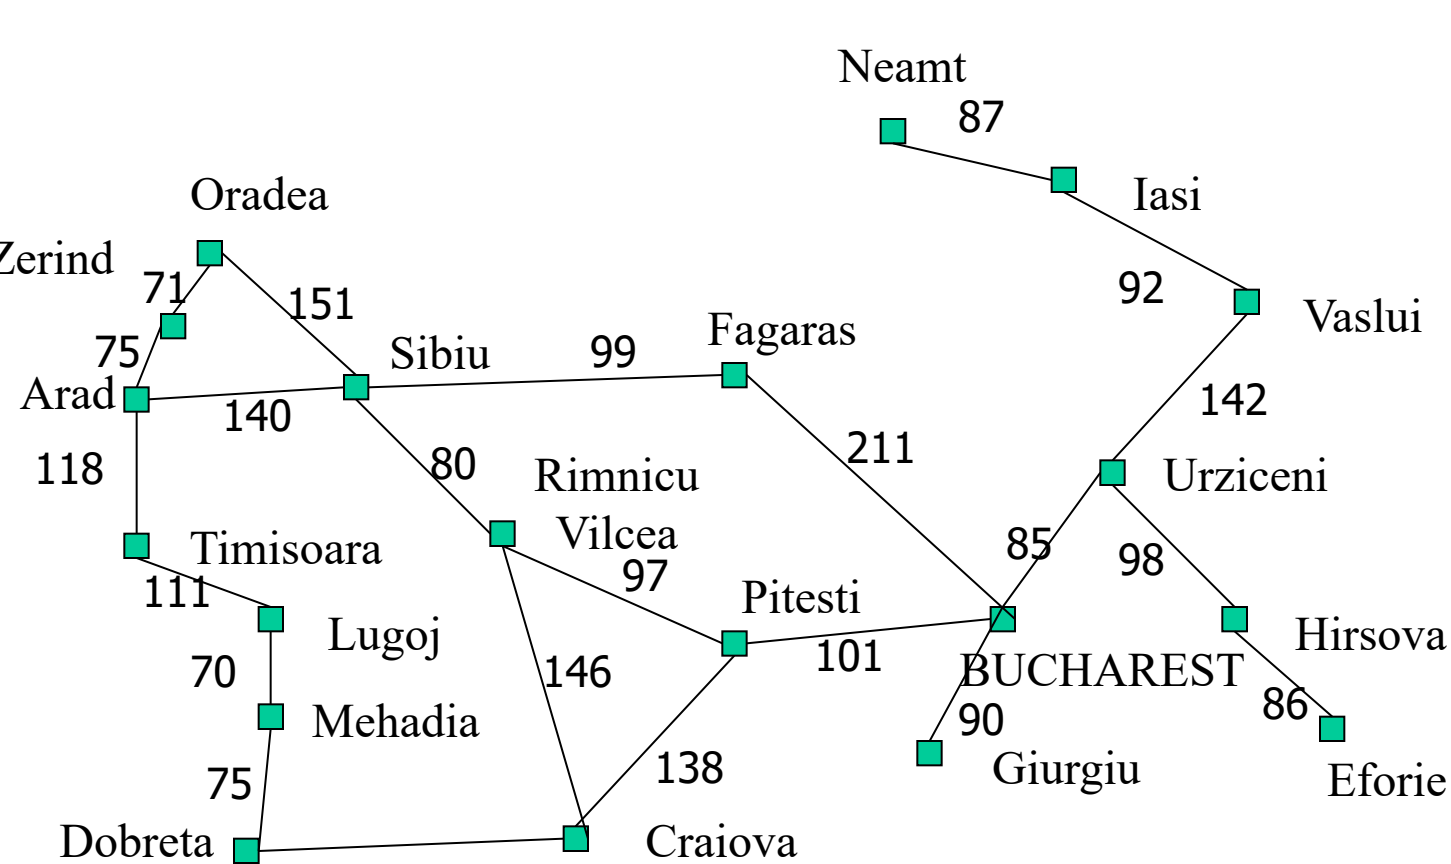 Neamt
87
Oradea
Iasi
Zerind
71
92
151
Vaslui
Fagaras
75
Sibiu
99
Arad
140
142
211
118
80
Rimnicu
Vilcea
Urziceni
Timisoara
85
98
97
111
Pitesti
Lugoj
Hirsova
101
70
146
BUCHAREST
86
Mehadia
90
75
138
Giurgiu
Eforie
Dobreta
Craiova